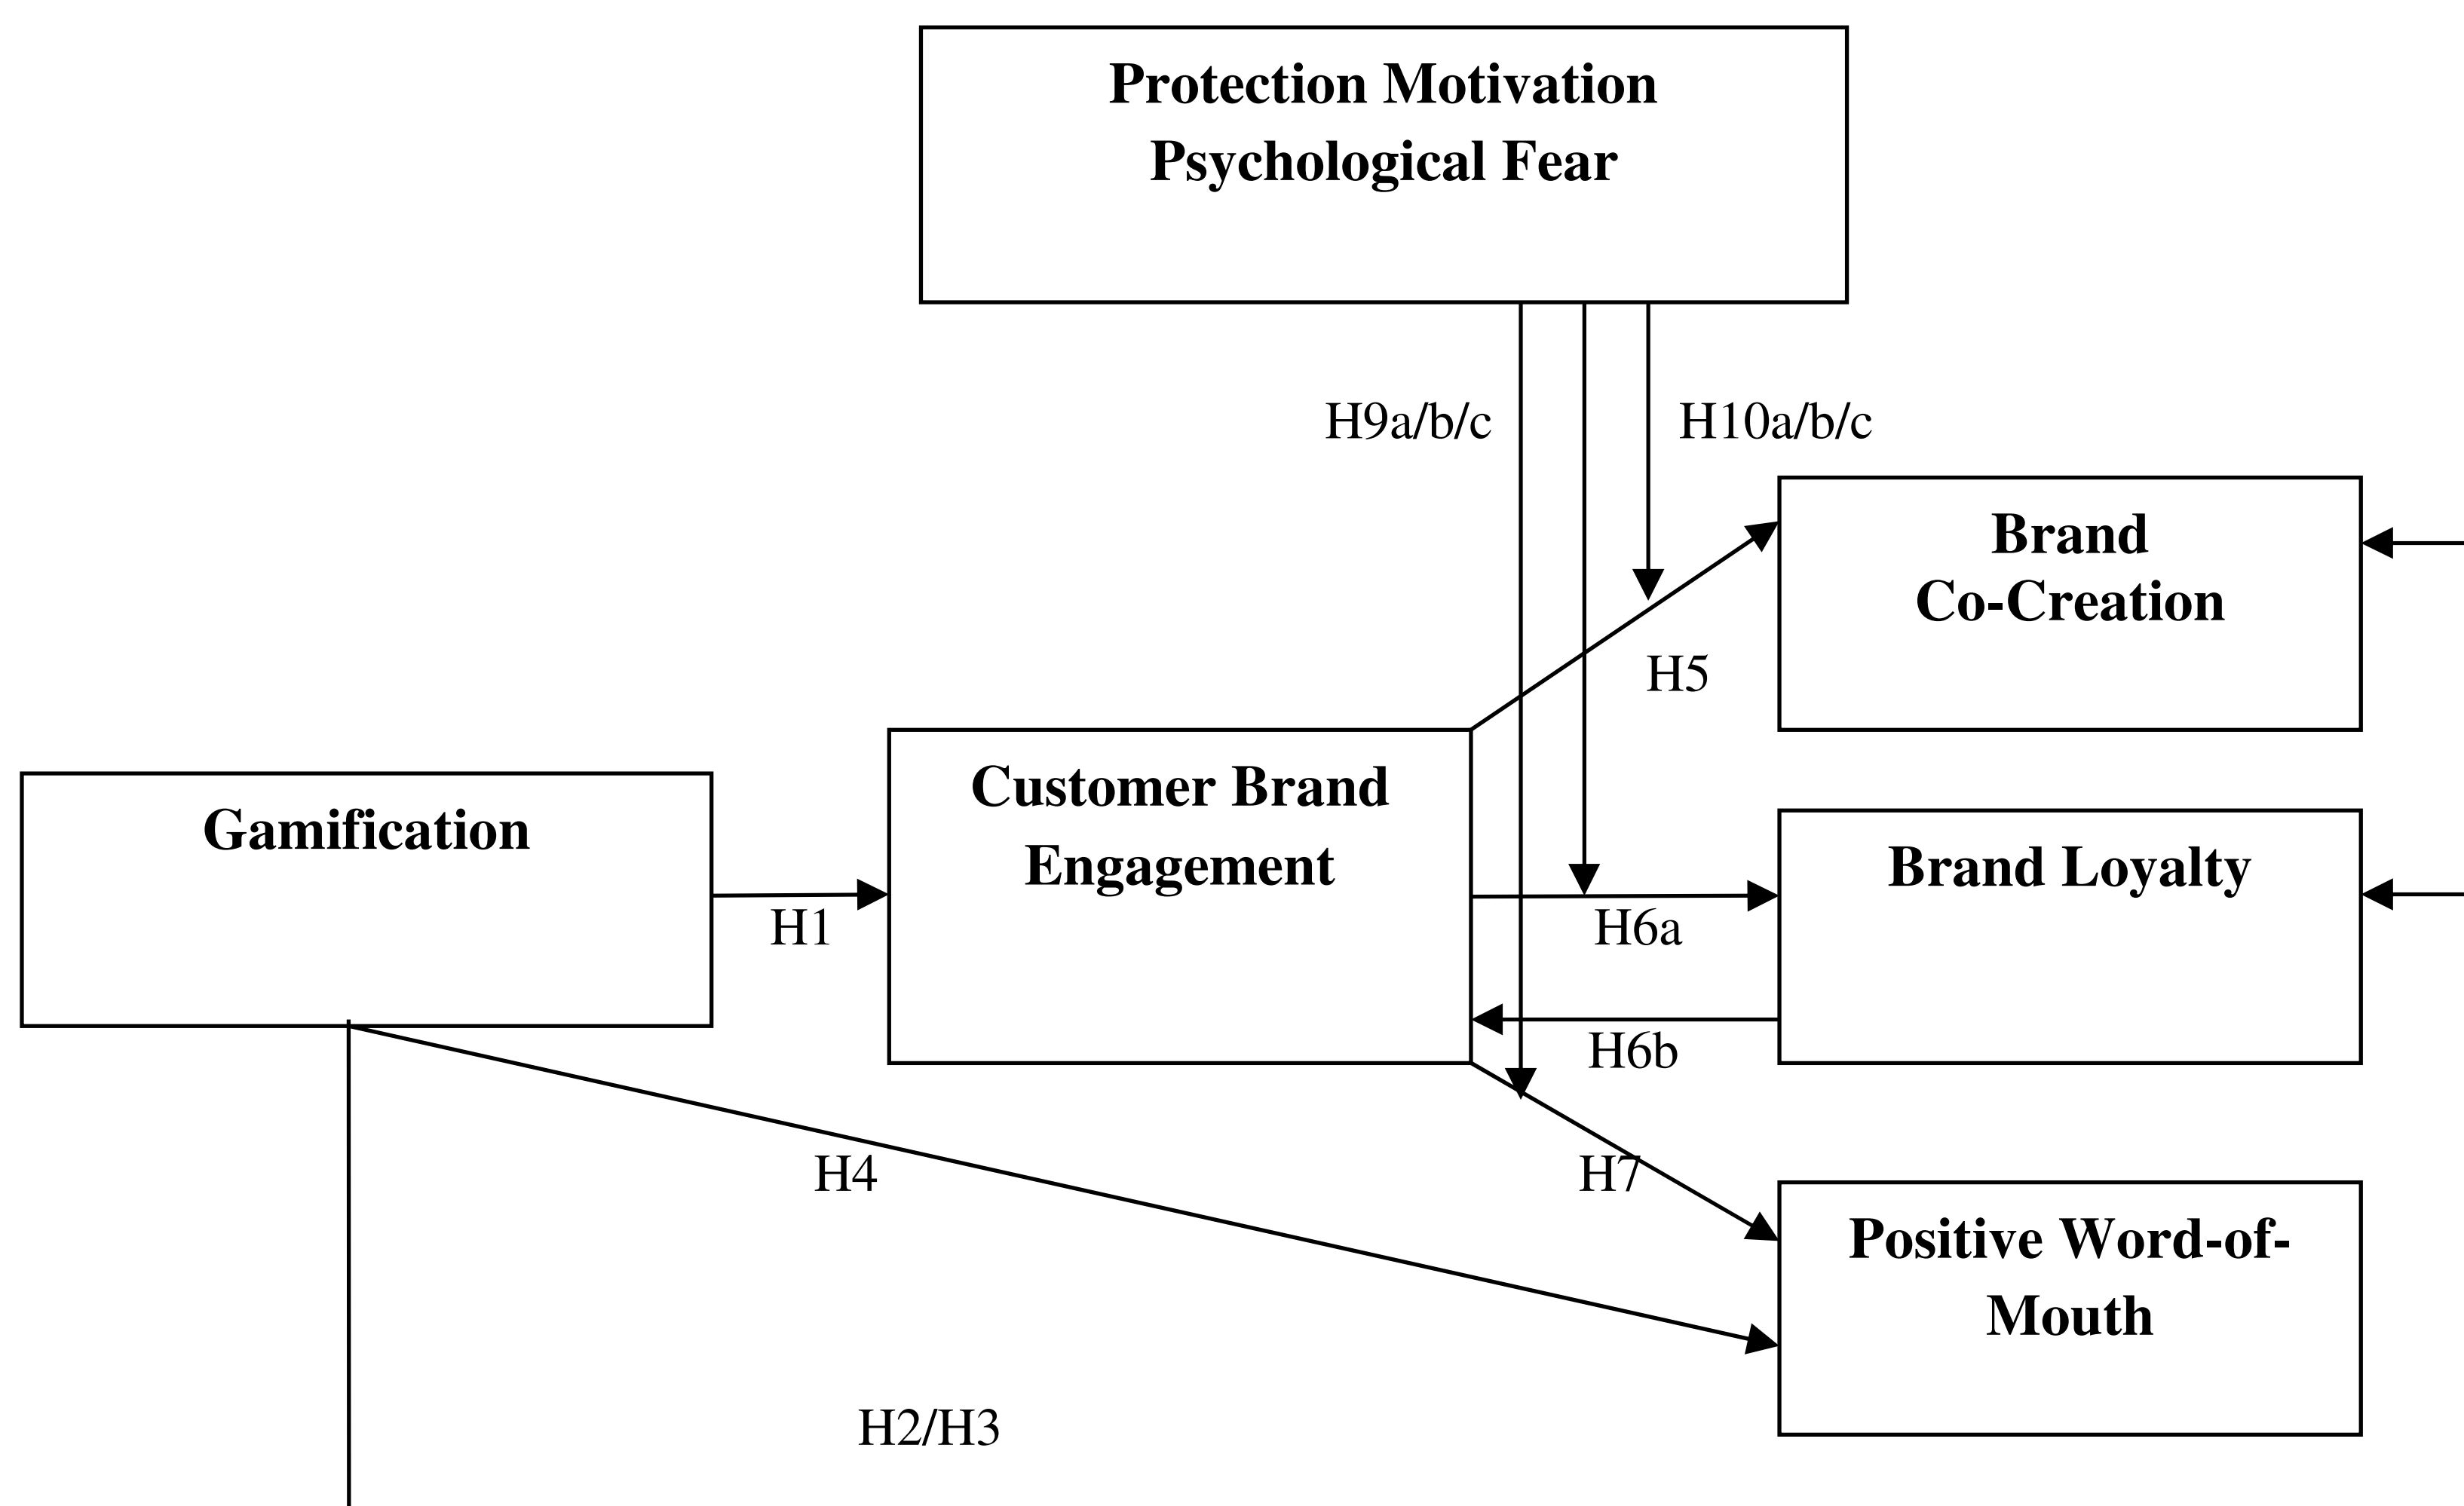 Protection Motivation
Psychological Fear
H9a/b/c
H10a/b/c
Brand
Co-Creation
H5
Customer Brand
Engagement
Gamification
Brand Loyalty
H1
H6a
H6b
H4
H7
Positive Word-of-
Mouth
H2/H3